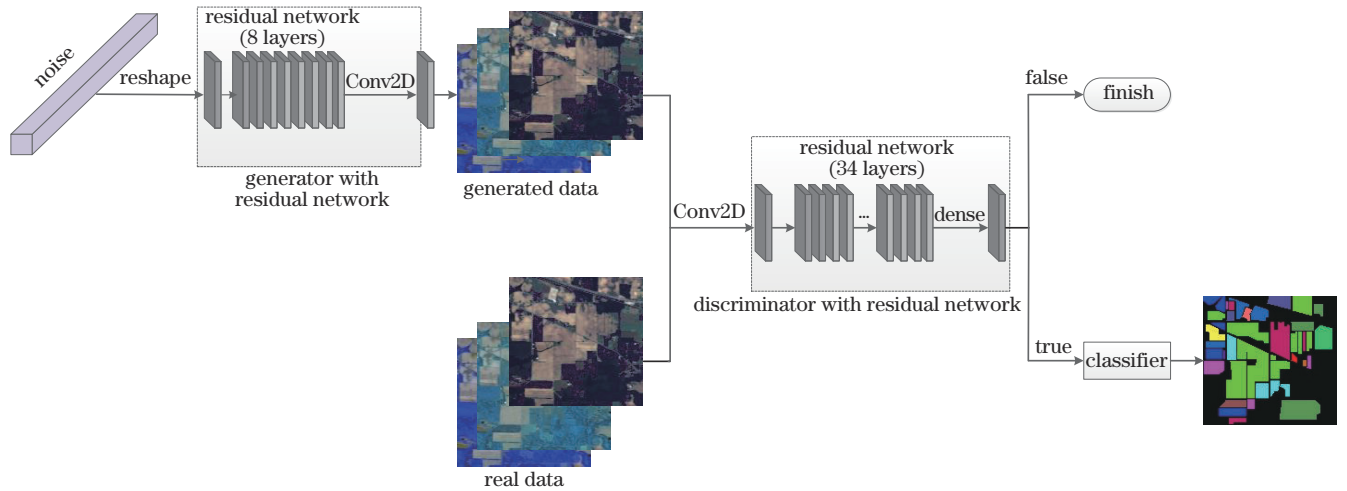 noise
reshape
residual network
(8 layers)
Conv2D
generator with
residual network
generated data
real data
Conv2D
residual network
(34 layers)
...
dense
discriminator with residual network
false
finish
true
classifier